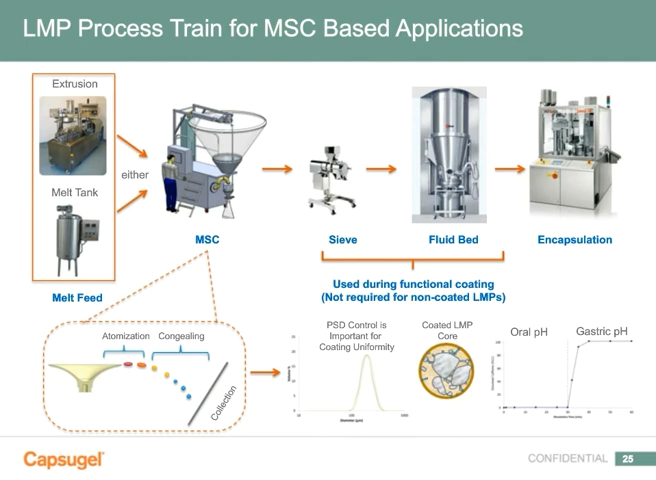 LMP Process Train for MSC Based Applications
Extrusion
either
Melt Tank
MSC
Sieve
Fluid Bed
Encapsulation
Melt Feed
Used during functional coating
(Not required for non-coated LMPs)
Atomization
Congealing
Collection
PSD Control is
Important for
Coating Uniformity
Coated LMP
Core
Oral pH
Gastric pH
Capsugel
CONFIDENTIAL
25